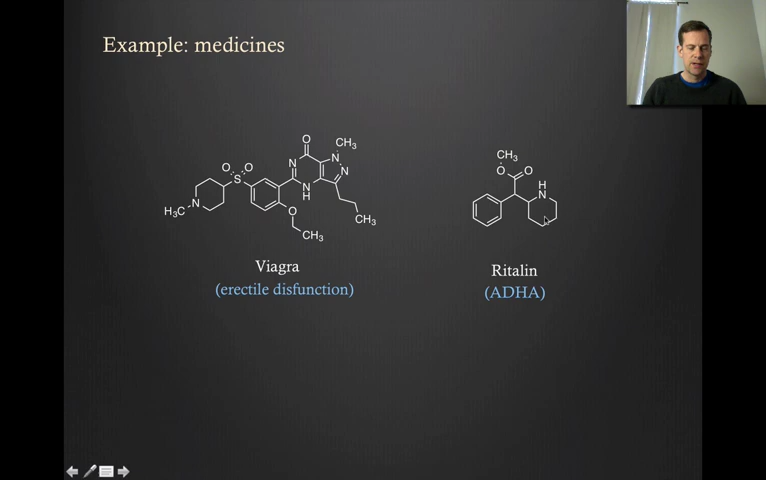 Example: medicines
O
CH3
N
N
O
O
S
N
N
H
H3C
N
O
CH3
CH3
Viagra
(erectile disfunction)
CH3
O
O
H
N
Ritalin
(ADHA)